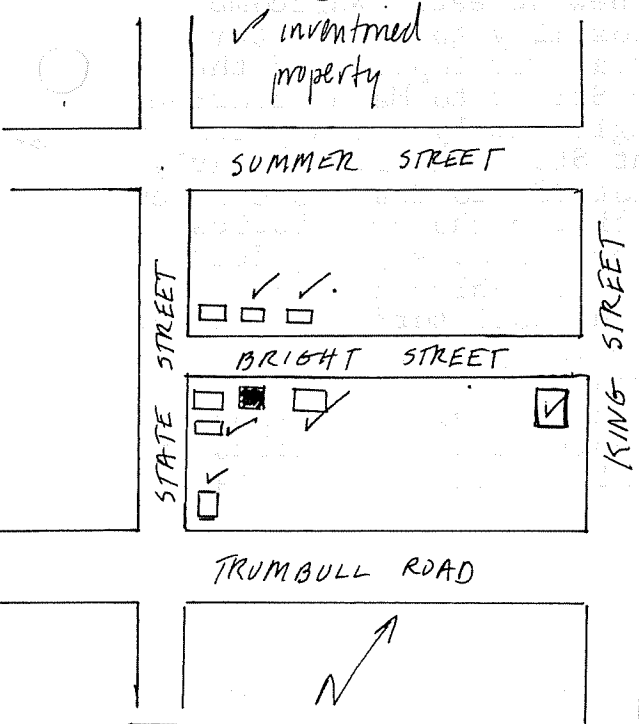 ✓ inventoried
property
SUMMER STREET
STATE STREET
BRIGHT STREET
KING STREET
TRUMBULL ROAD
N